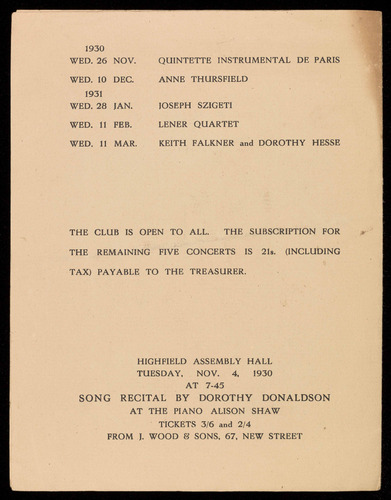 1930
WED. 26 NOV. QUINTETTE INSTRUMENTAL DE PARIS
WED. 10 DEC. ANNE THURSFIELD
1931
WED. 28 JAN. JOSEPH SZIGETI
WED. 11 FEB. LENER QUARTET
WED. 11 MAR. KEITH FALKNER and DOROTHY HESSE
THE CLUB IS OPEN TO ALL. THE SUBSCRIPTION FOR
THE REMAINING FIVE CONCERTS IS 21s. (INCLUDING
TAX) PAYABLE TO THE TREASURER.
HIGHFIELD ASSEMBLY HALL
TUESDAY, NOV. 4, 1930
AT 7-45
SONG RECITAL BY DOROTHY DONALDSON
AT THE PIANO ALISON SHAW
TICKETS 3/6 and 2/4
FROM J. WOOD & SONS, 67, NEW STREET